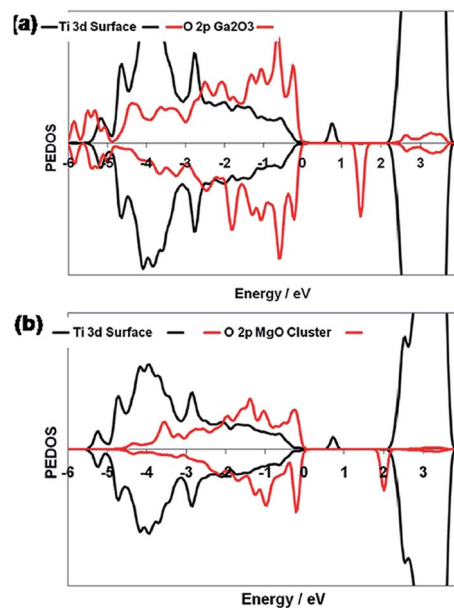 (a)
Ti 3d Surface O 2p Ga2O3
PEDOS
-6 -5 -4 -3 -2 -1 0 1 2 3
Energy / eV
(b)
Ti 3d Surface O 2p MgO Cluster
PEDOS
-6 -5 -4 -3 -2 -1 0 1 2 3
Energy / eV